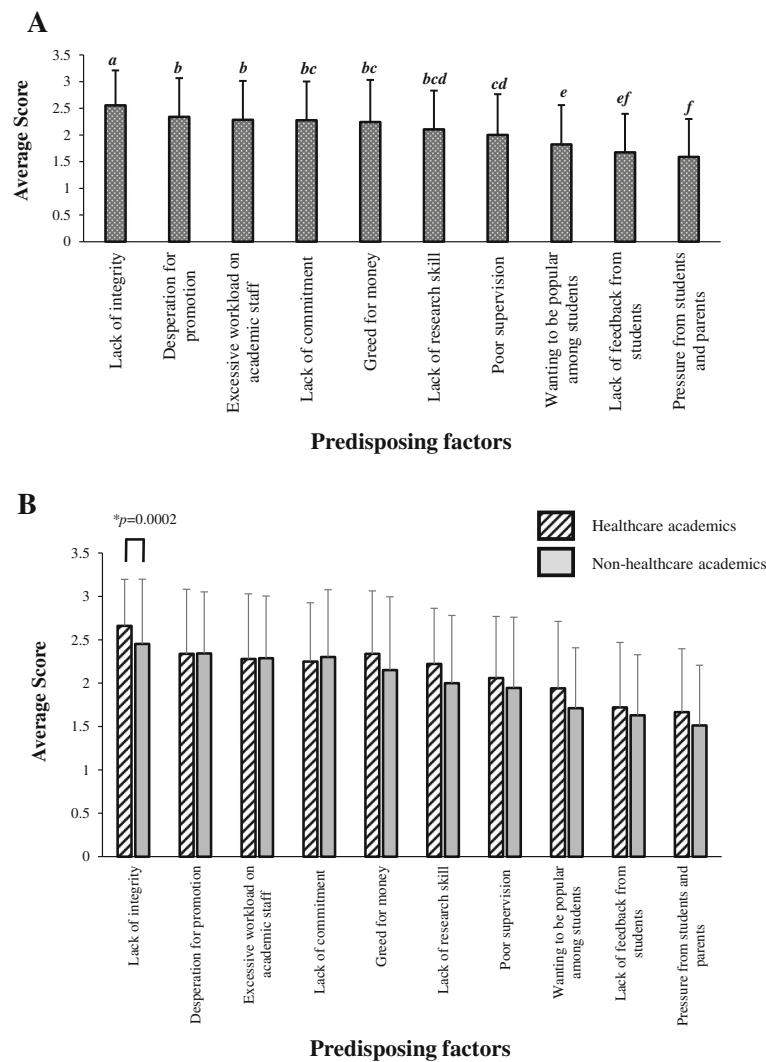 A
3.5
3
2.5
2
1.5
1
0.5
0
Average Score
a
b
b
bc
bc
bcd
cd
e
ef
f
Lack of integrity
Desperation for
promotion
Excessive workload on
academic staff
Lack of commitment
Greed for money
Lack of research skill
Poor supervision
Wanting to be popular
among students
Lack of feedback from
students
Pressure from students
and parents
Predisposing factors
B
*p=0.0002
Healthcare academics
Non-healthcare academics
3.5
3
2.5
2
1.5
1
0.5
0
Average Score
Lack of integrity
Desperation for promotion
Excessive workload on
academic staff
Lack of commitment
Greed for money
Lack of research skill
Poor supervision
Wanting to be popular
among students
Lack of feedback from
students
Pressure from students and
parents
Predisposing factors